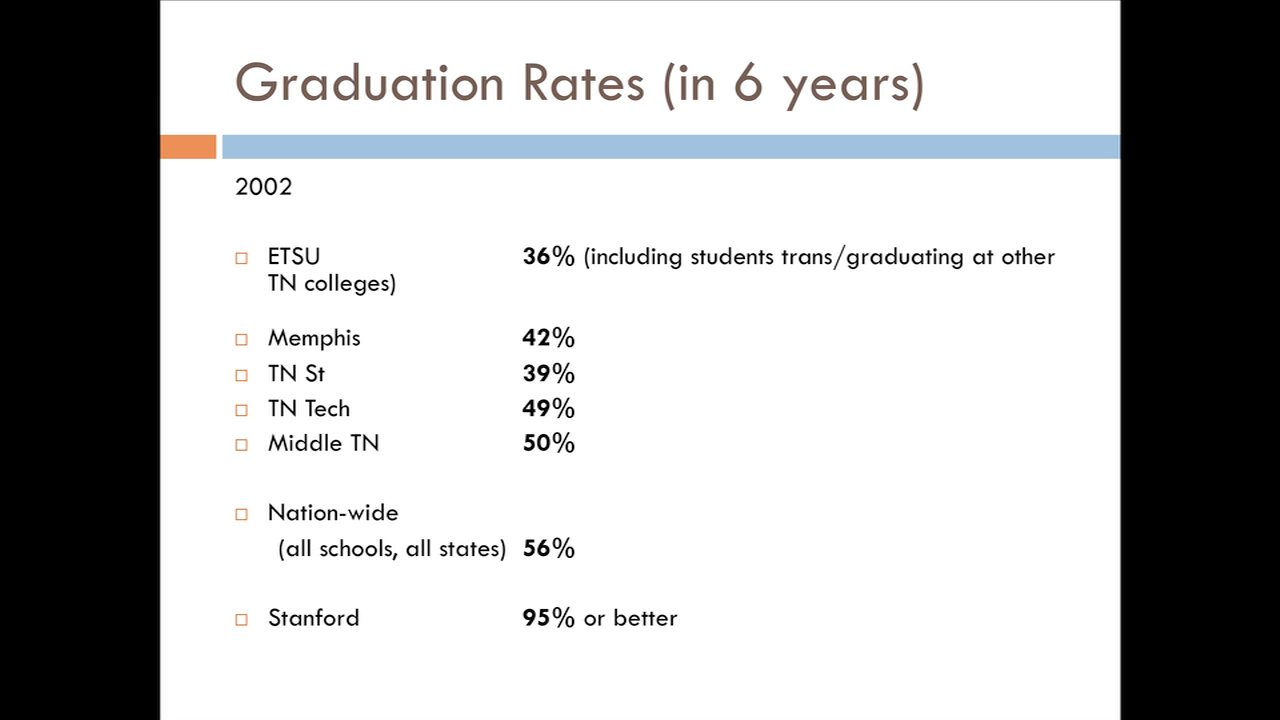 Graduation Rates (in 6 years)
2002
ETSU 36% (including students trans/graduating at other
TN colleges)
Memphis 42%
TN St 39%
TN Tech 49%
Middle TN 50%
Nation-wide
(all schools, all states) 56%
Stanford 95% or better